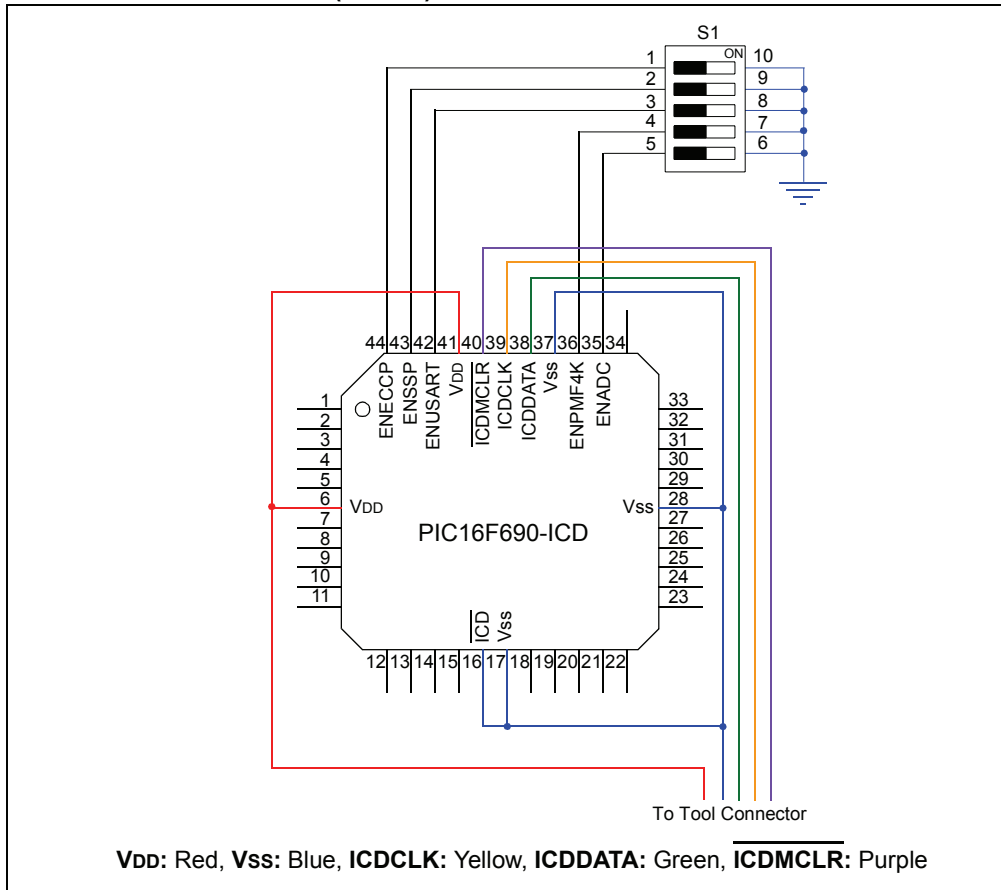 S1
ON
1 10
2 9
3 8
4 7
5 6
44 43 42 41 40 39 38 37 36 35 34
ENECCP
ENSSP
ENUSART
VDD
ICDMCLR
ICDCLK
ICDDATA
Vss
ENPMF4K
ENADC
1 33
2 32
3 31
4 30
5 29
6 VDD Vss 28
7 27
8 26
9 25
10 24
11 23
PIC16F690-ICD
ICD
Vss
12 13 14 15 16 17 18 19 20 21 22
To Tool Connector
VDD: Red, Vss: Blue, ICDCLK: Yellow, ICDDATA: Green, ICDMCLR: Purple